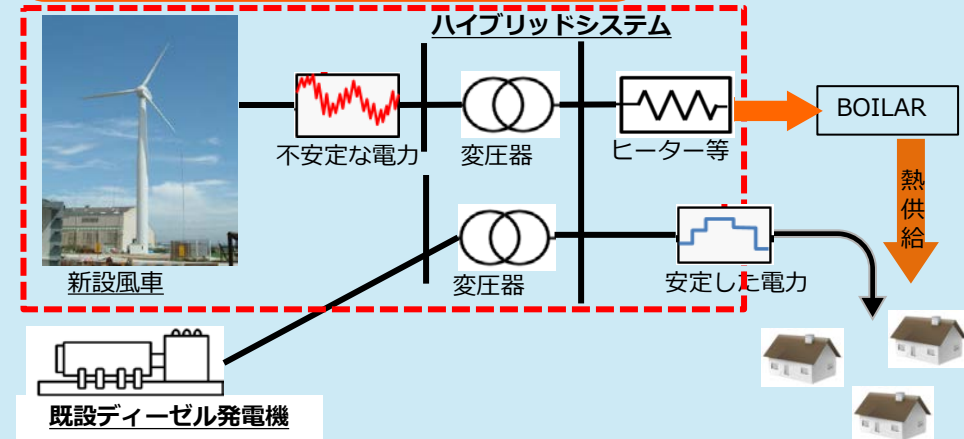 ハイブリッドシステム
不安定な電力
変圧器
ヒーター等
BOILAR
熱供給
新設風車
変圧器
安定した電力
既設ディーゼル発電機